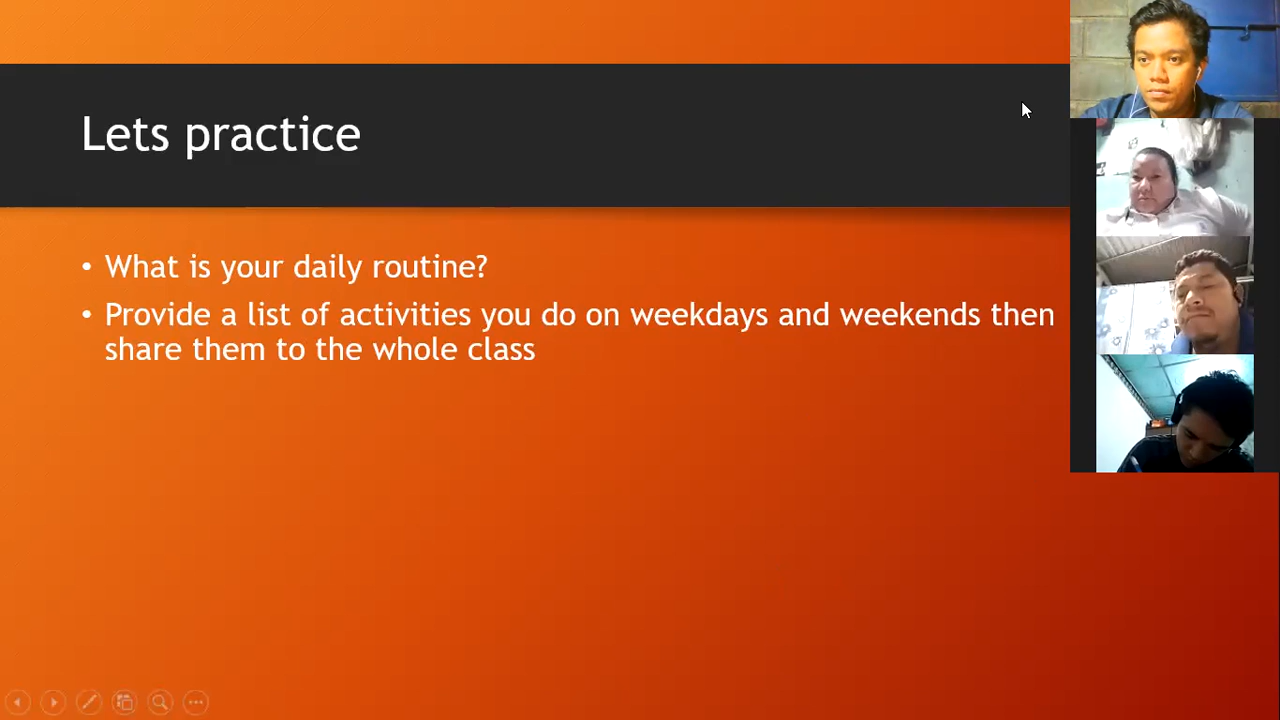 Lets practice
• What is your daily routine?
• Provide a list of activities you do on weekdays and weekends then
share them to the whole class